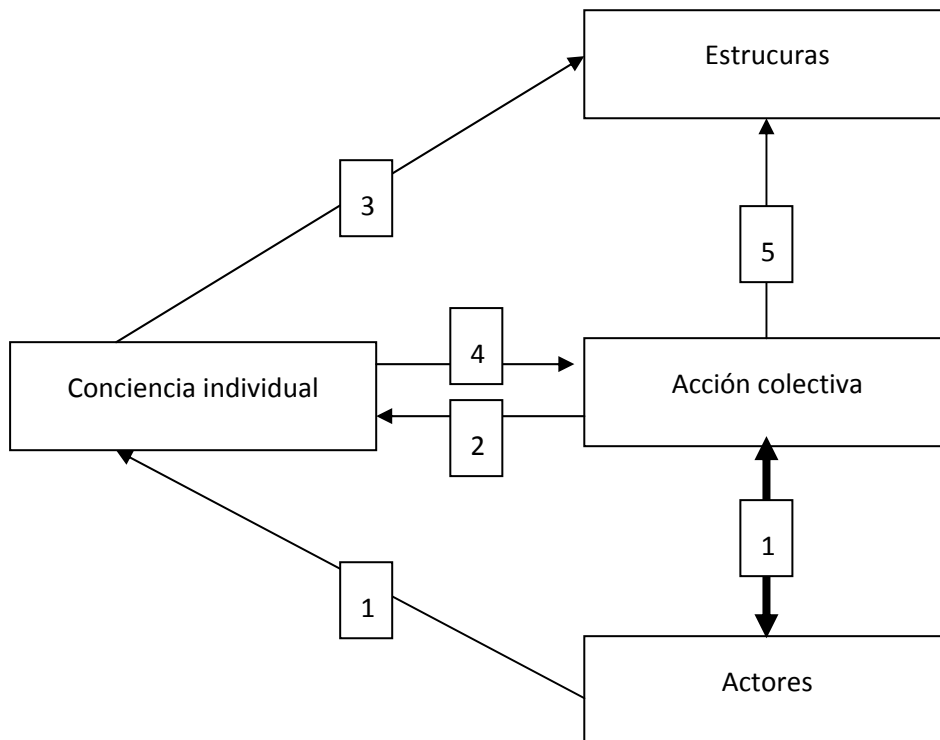 Estrucuras
3
5
4
Conciencia individual
Acción colectiva
2
1
1
Actores